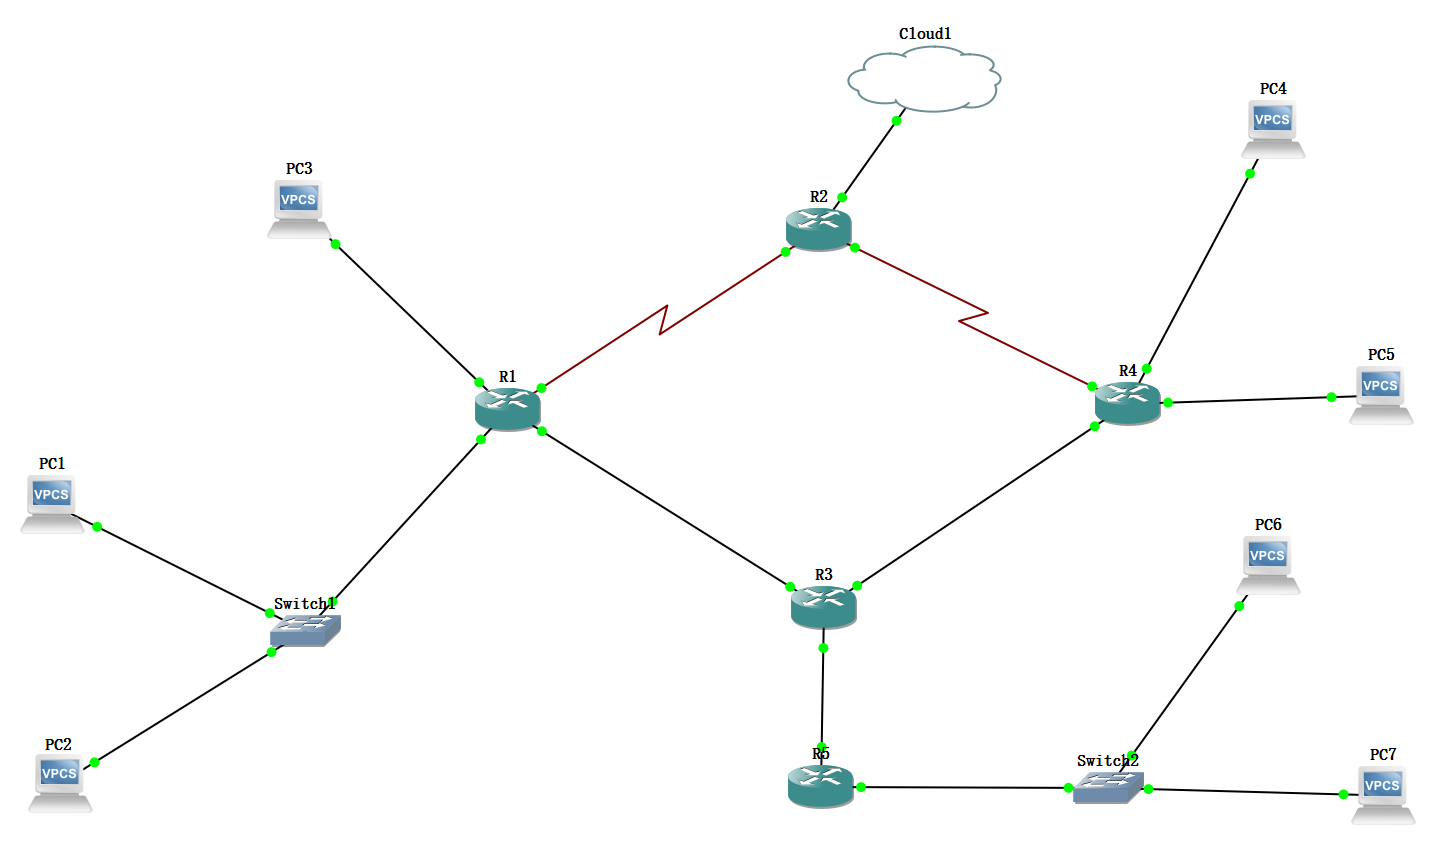 Cloud1
PC4
VPCS
PC3
VPCS
R2
PC5
VPCS
R1
R4
PC1
VPCS
PC6
VPCS
R3
Switch1
PC2
VPCS
R5
Switch2
PC7
VPCS